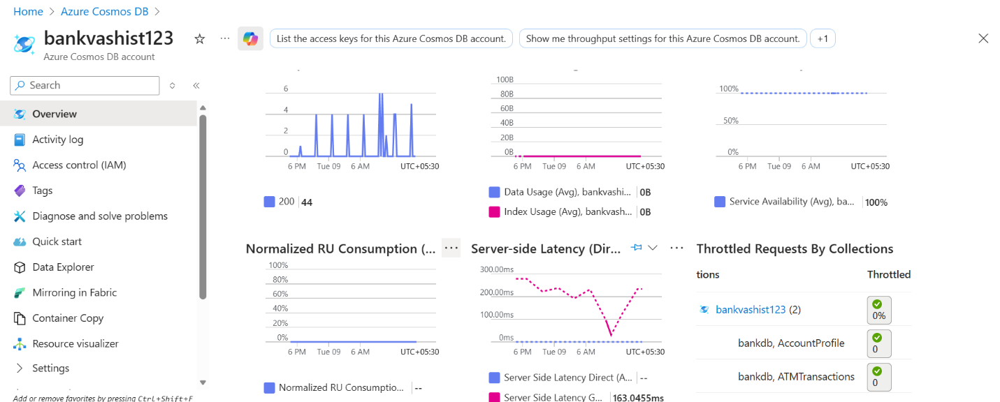 Home > Azure Cosmos DB >
bankvashist123
Azure Cosmos DB account
List the access keys for this Azure Cosmos DB account.
Show me throughput settings for this Azure Cosmos DB account.
+1
Search
Overview
Activity log
Access control (IAM)
Tags
Diagnose and solve problems
Quick start
Data Explorer
Mirroring in Fabric
Container Copy
Resource visualizer
Settings
Add or remove favorites by pressing Ctrl+Shift+F
6
4
2
0
6 PM Tue 09 6 AM UTC+05:30
200 44
100B
80B
60B
40B
20B
0B
6 PM Tue 09 6 AM UTC+05:30
Data Usage (Avg), bankvashi... 0B
Index Usage (Avg), bankvash... 0B
100%
50%
0%
6 PM Tue 09 6 AM UTC+05:30
Service Availability (Avg), ba... 100%
Normalized RU Consumption (...
100%
80%
60%
40%
20%
0%
6 PM Tue 09 6 AM UTC+05:30
Normalized RU Consumptio... --
Server-side Latency (Dir...
300.00ms
200.00ms
100.00ms
0ms
6 PM Tue 09 6 AM UTC+05:30
Server Side Latency Direct (A... --
Server Side Latency G... 163.0455ms
Throttled Requests By Collections
tions Throttled
bankvashist123 (2) 0%
bankdb, AccountProfile 0
bankdb, ATMTransactions 0